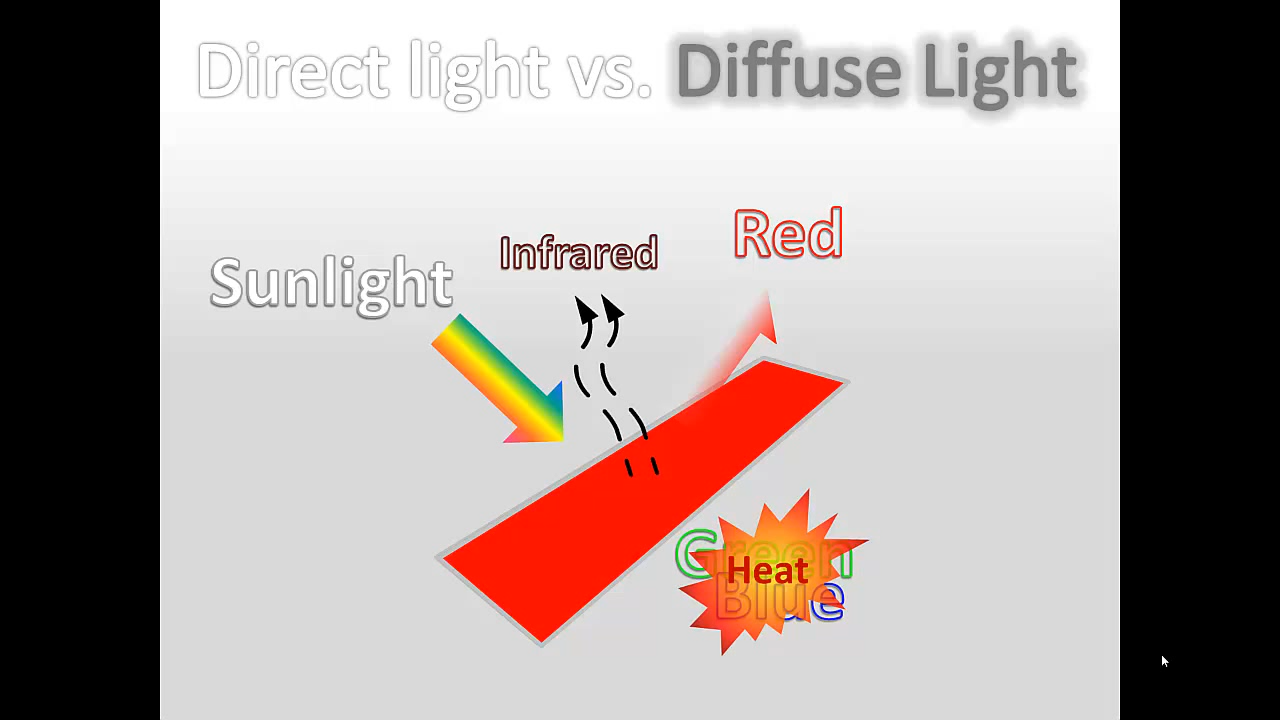 Direct light vs. Diffuse Light
Red
Infrared
Sunlight
Green
Heat
Blue